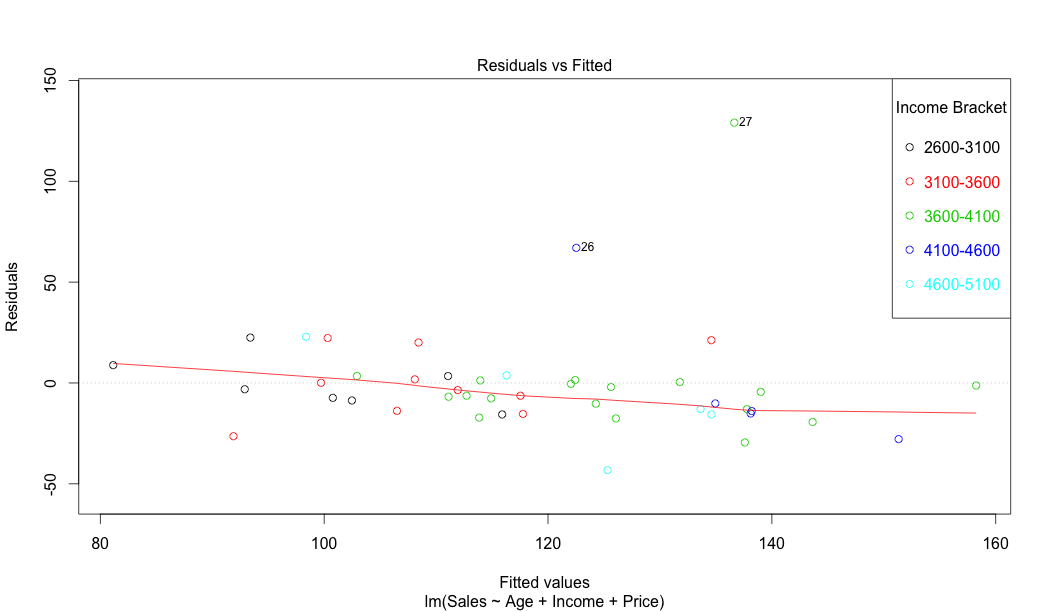 Residuals vs Fitted
Residuals
150
100
50
0
-50
27
26
Income Bracket
2600-3100
3100-3600
3600-4100
4100-4600
4600-5100
80 100 120 140 160
Fitted values
lm(Sales ~ Age + Income + Price)